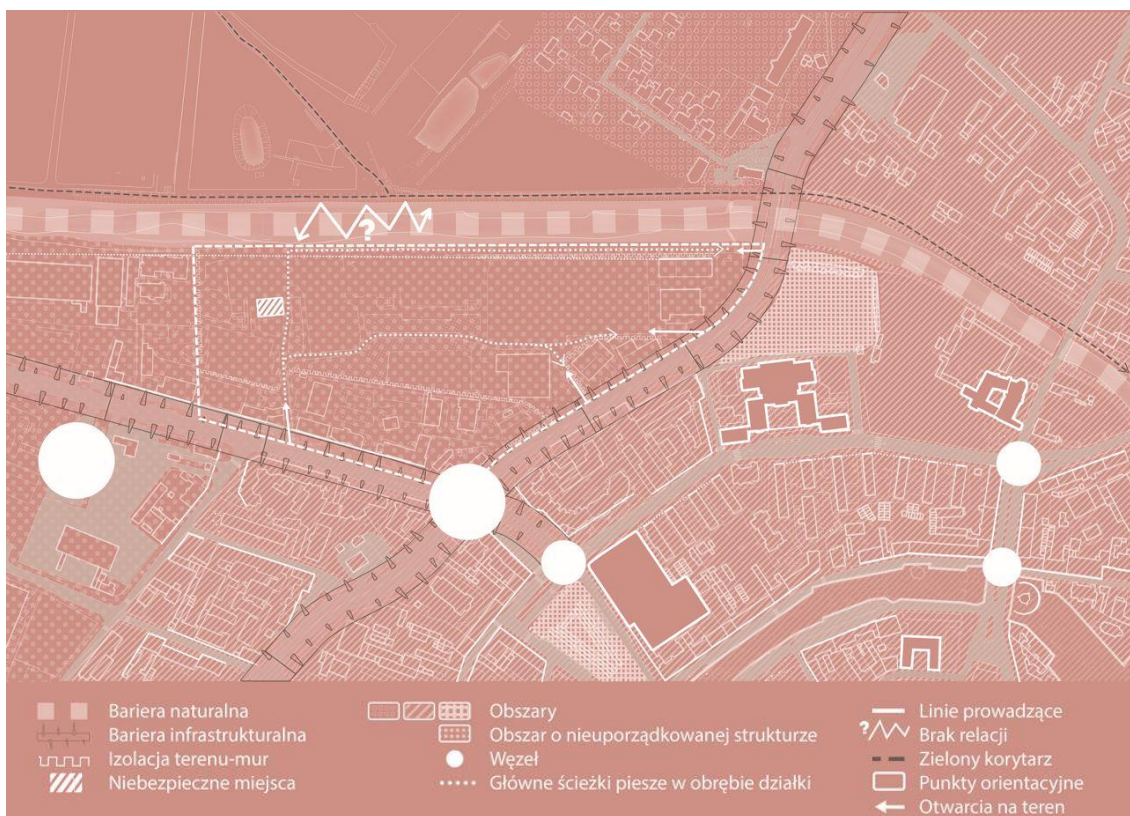 ?
Bariera naturalna
Bariera infrastrukturalna
Izolacja terenu-mur
Niebezpieczne miejsca
Obszary
Obszar o nieuporządkowanej strukturze
Węzeł
Główne ścieżki piesze w obrębie działki
Linie prowadzące
? Brak relacji
Zielony korytarz
Punkty orientacyjne
Otwarcia na teren